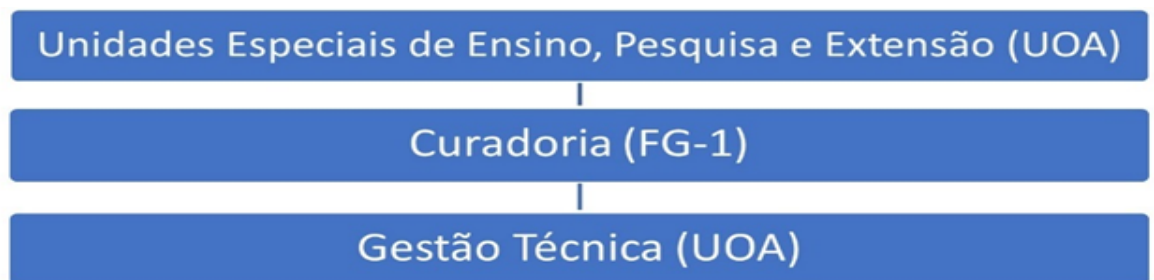 Unidades Especiais de Ensino, Pesquisa e Extensão (UOA)
Curadoria (FG-1)
Gestão Técnica (UOA)